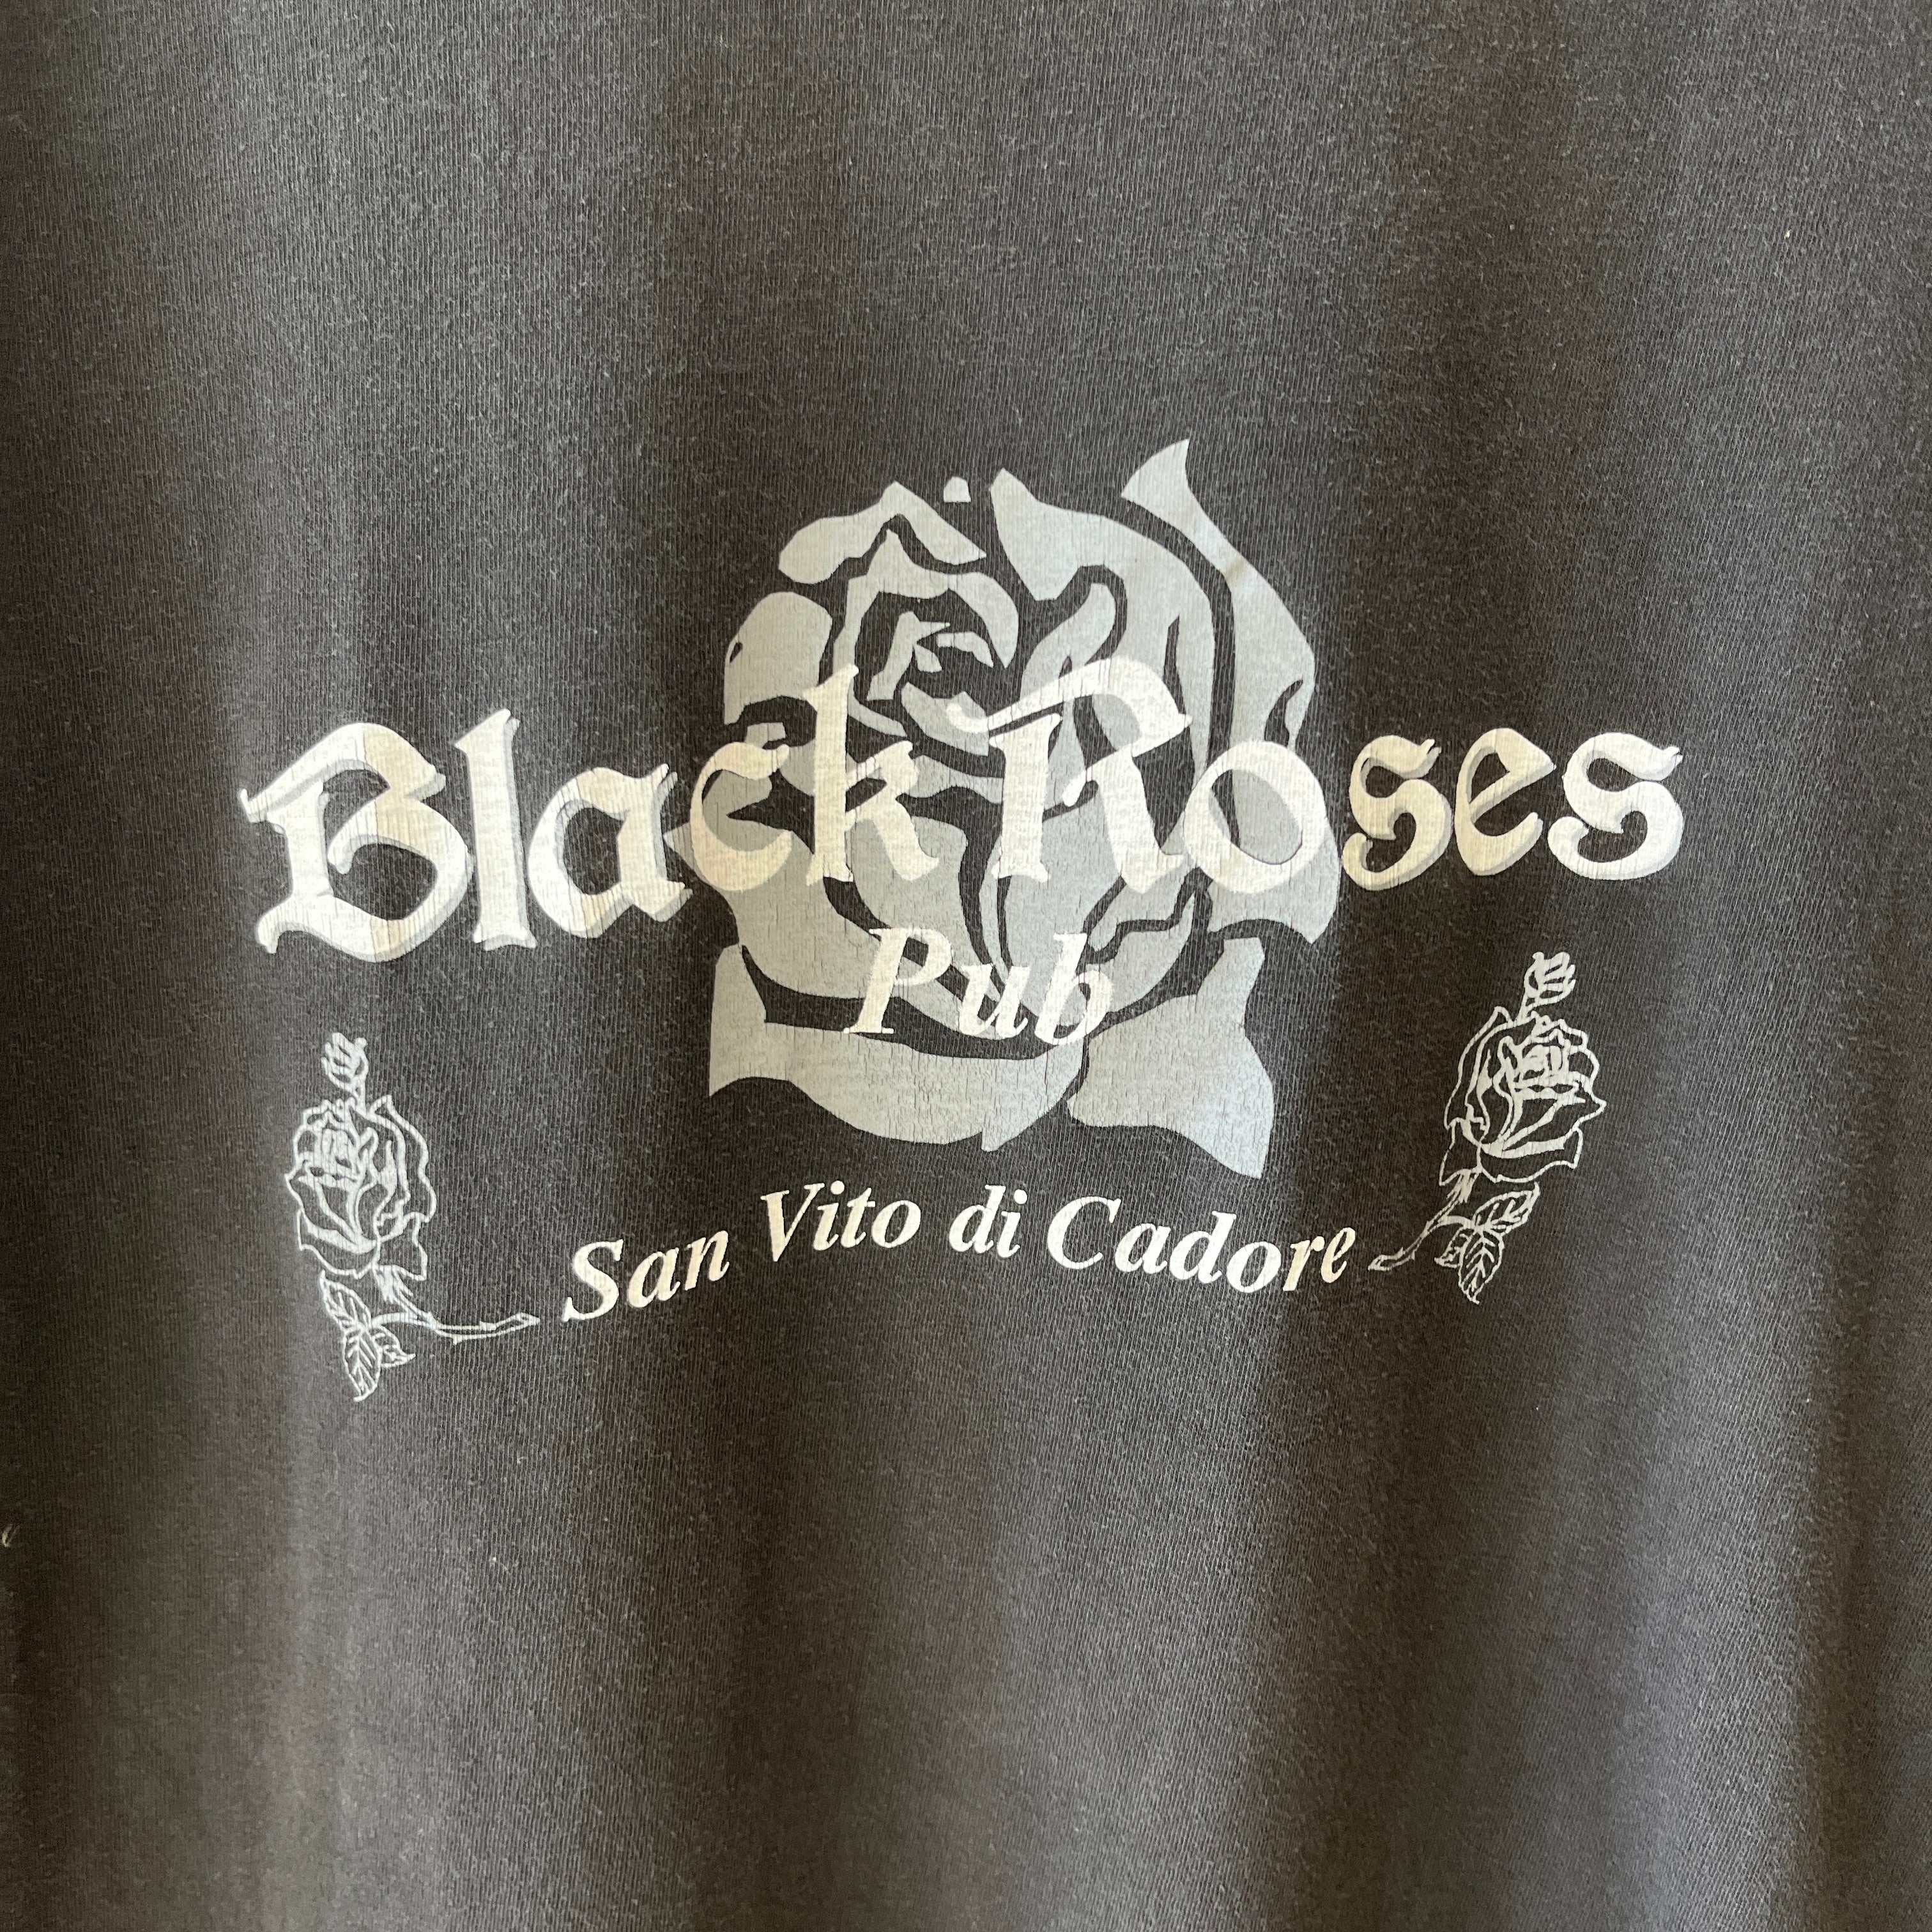 Black Roses
Pub
San Vito di Cadore